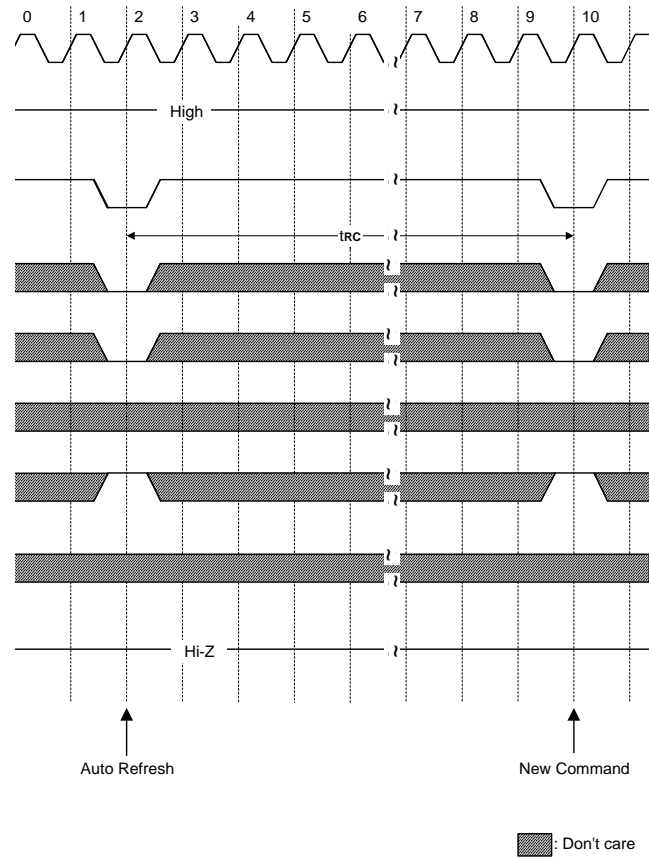 0 1 2 3 4 5 6 7 8 9 10
High
tRC
Hi-Z
Auto Refresh New Command
: Don't care